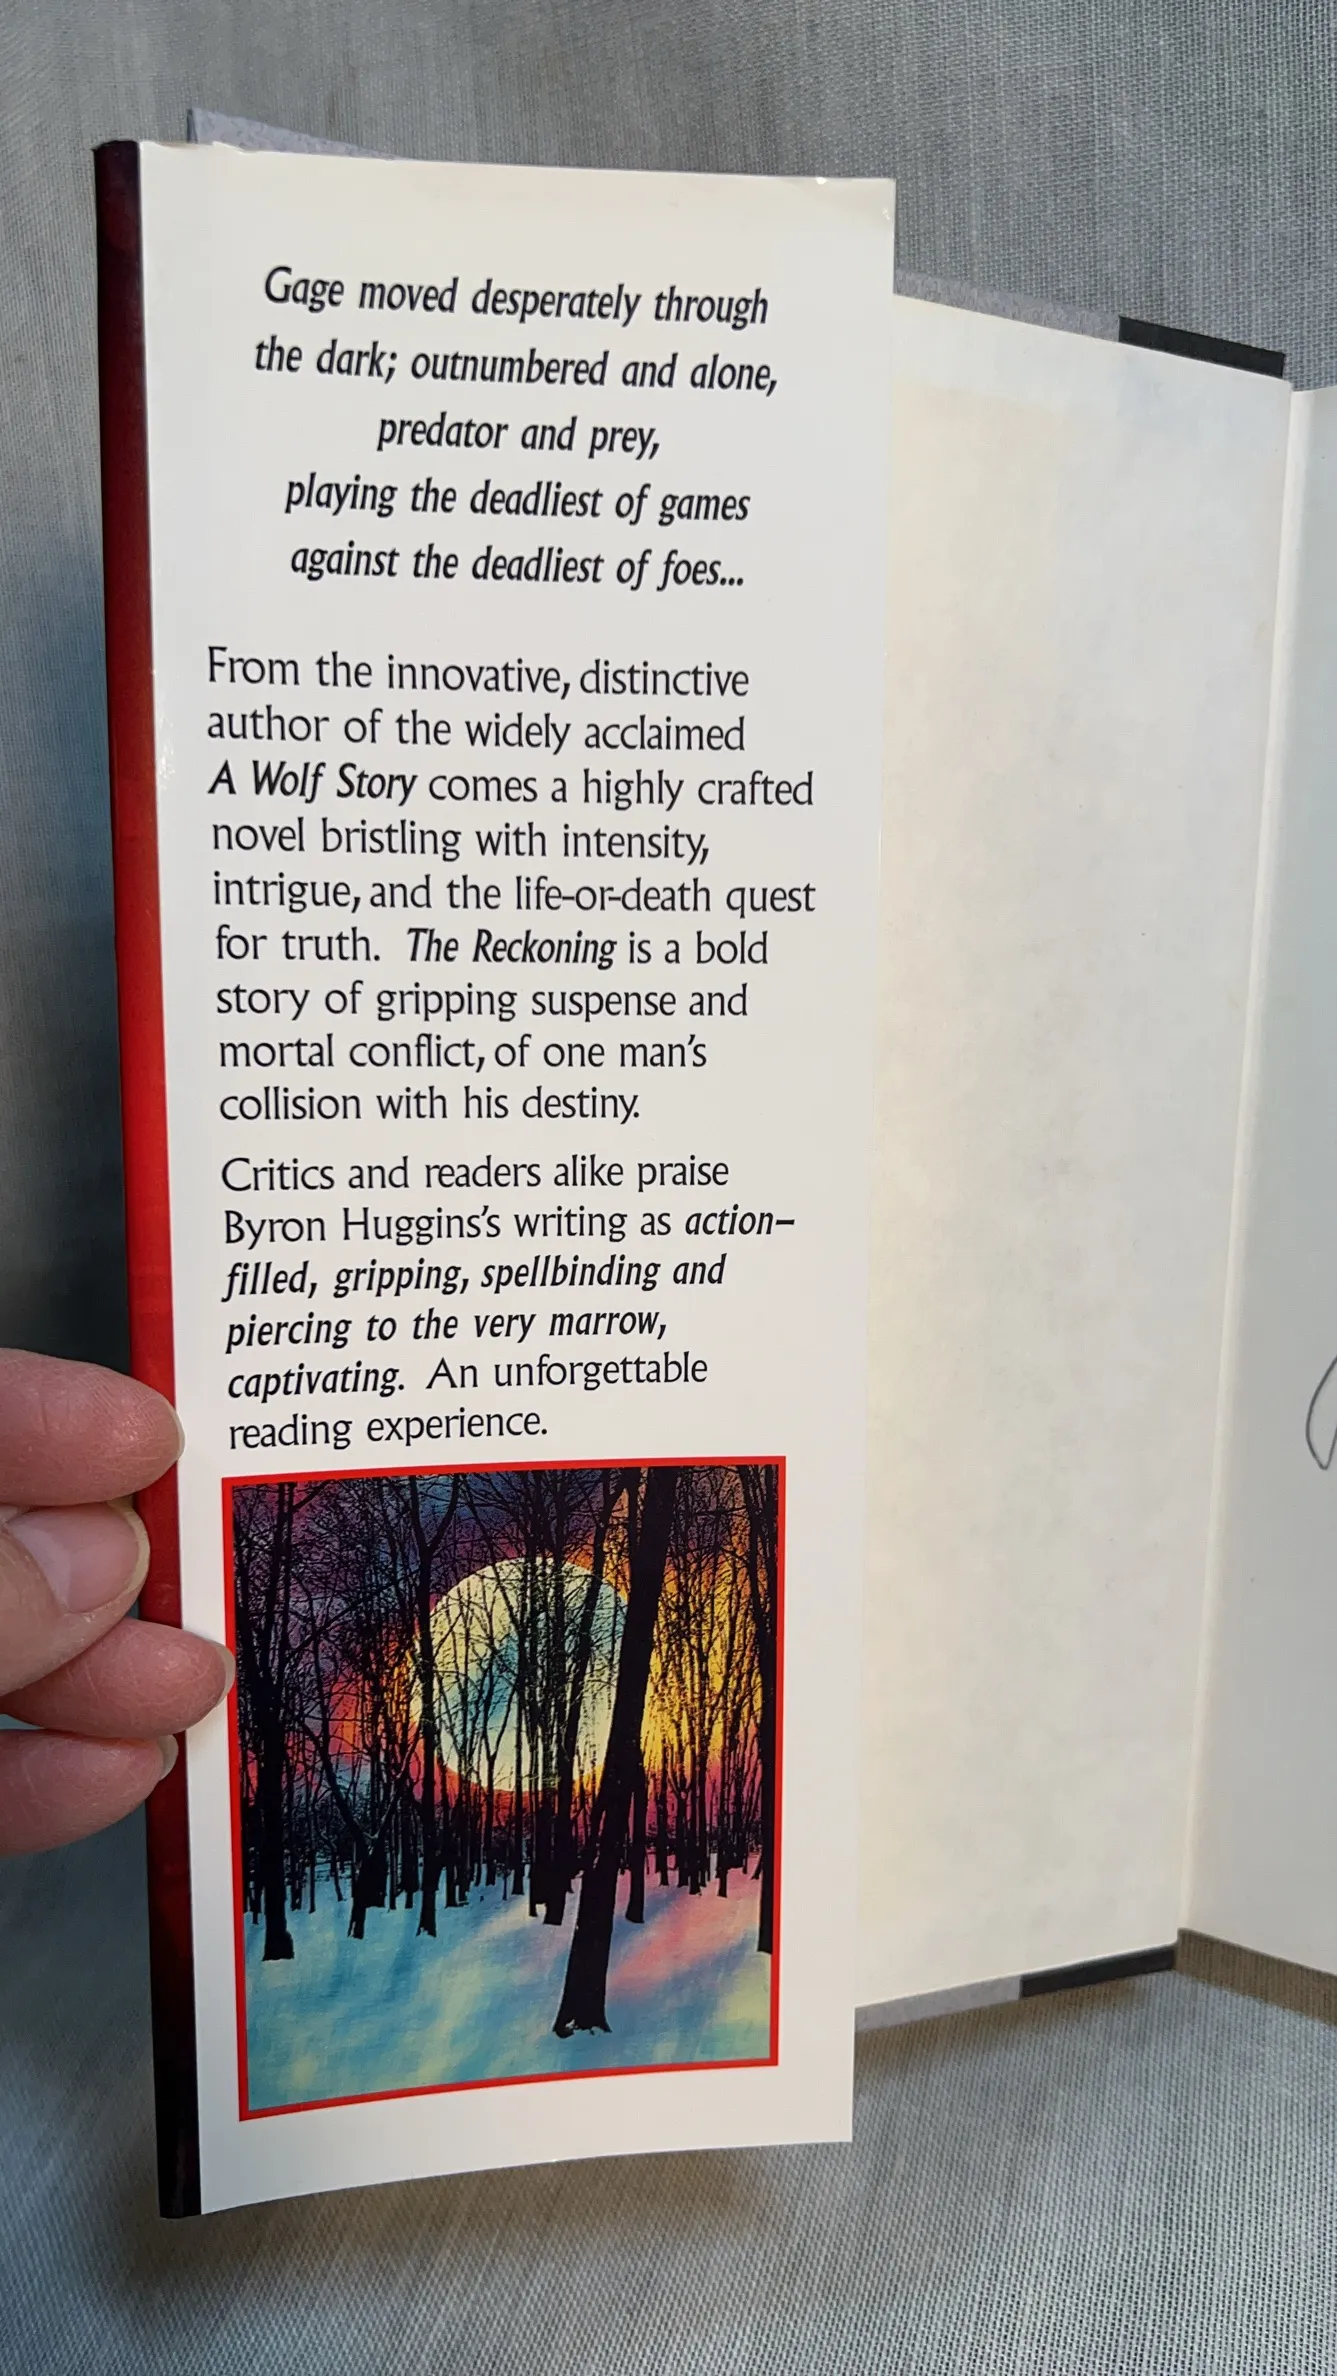 Gage moved desperately through
the dark; outnumbered and alone,
predator and prey,
playing the deadliest of games
against the deadliest of foes...
From the innovative, distinctive
author of the widely acclaimed
A Wolf Story comes a highly crafted
novel bristling with intensity,
intrigue, and the life-or-death quest
for truth. The Reckoning is a bold
story of gripping suspense and
mortal conflict, of one man's
collision with his destiny.
Critics and readers alike praise
Byron Huggins's writing as action–
filled, gripping, spellbinding and
piercing to the very marrow,
captivating. An unforgettable
reading experience.